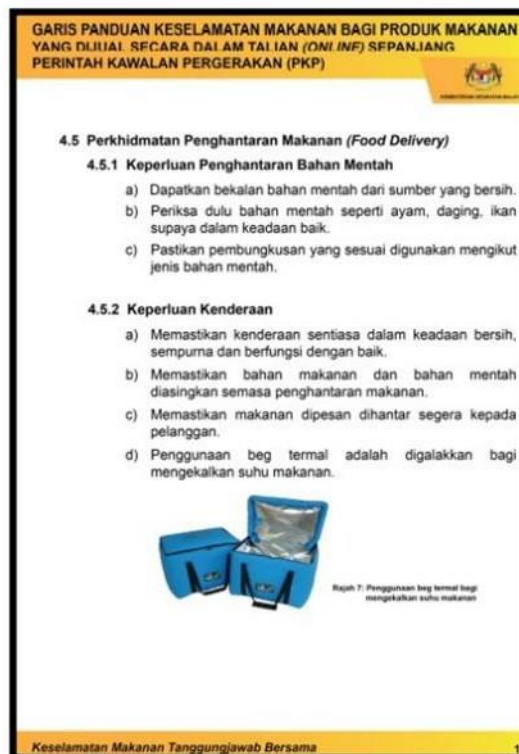 GARIS PANDUAN KESELAMATAN MAKANAN BAGI PRODUK MAKANAN
YANG DIJUAL SECARA DALAM TALIAN (ONLINE) SEPANJANG
PERINTAH KAWALAN PERGERAKAN (PKP)
KEMENTERIAN KESIHATAN MALAYSIA
4.5 Perkhidmatan Penghantaran Makanan (Food Delivery)
4.5.1 Keperluan Penghantaran Bahan Mentah
a) Dapatkan bekalan bahan mentah dari sumber yang bersih.
b) Periksa dulu bahan mentah seperti ayam, daging, ikan
supaya dalam keadaan baik.
c) Pastikan pembungkusan yang sesuai digunakan mengikut
jenis bahan mentah.
4.5.2 Keperluan Kenderaan
a) Memastikan kenderaan sentiasa dalam keadaan bersih,
sempurna dan berfungsi dengan baik.
b) Memastikan bahan makanan dan bahan mentah
diasingkan semasa penghantaran makanan.
c) Memastikan makanan dipesan dihantar segera kepada
pelanggan.
d) Penggunaan beg termal adalah digalakkan bagi
mengekalkan suhu makanan.
Rajah 7: Penggunaan beg termal bagi
mengekalkan suhu makanan
Keselamatan Makanan Tanggungjawab Bersama